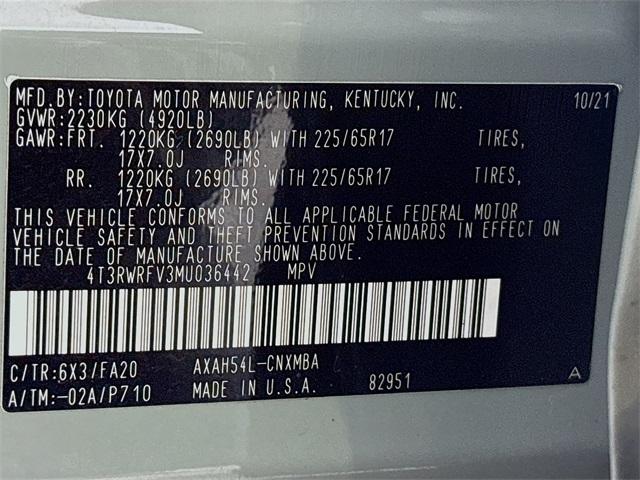 MFD.BY:TOYOTA MOTOR MANUFACTURING, KENTUCKY, INC. 10/21
GVWR:2230KG (4920LB)
GAWR:FRT. 1220KG (2690LB) WITH 225/65R17 TIRES,
17X7.0J RIMS.
RR. 1220KG (2690LB) WITH 225/65R17 TIRES,
17X7.0J RIMS.
THIS VEHICLE CONFORMS TO ALL APPLICABLE FEDERAL MOTOR
VEHICLE SAFETY AND THEFT PREVENTION STANDARDS IN EFFECT ON
THE DATE OF MANUFACTURE SHOWN ABOVE.
4T3RWRFV3MU036442 MPV
C/TR:6X3/FA20 AXAH54L-CNXMBA
A/TM:-02A/P710 MADE IN U.S.A. 82951 A